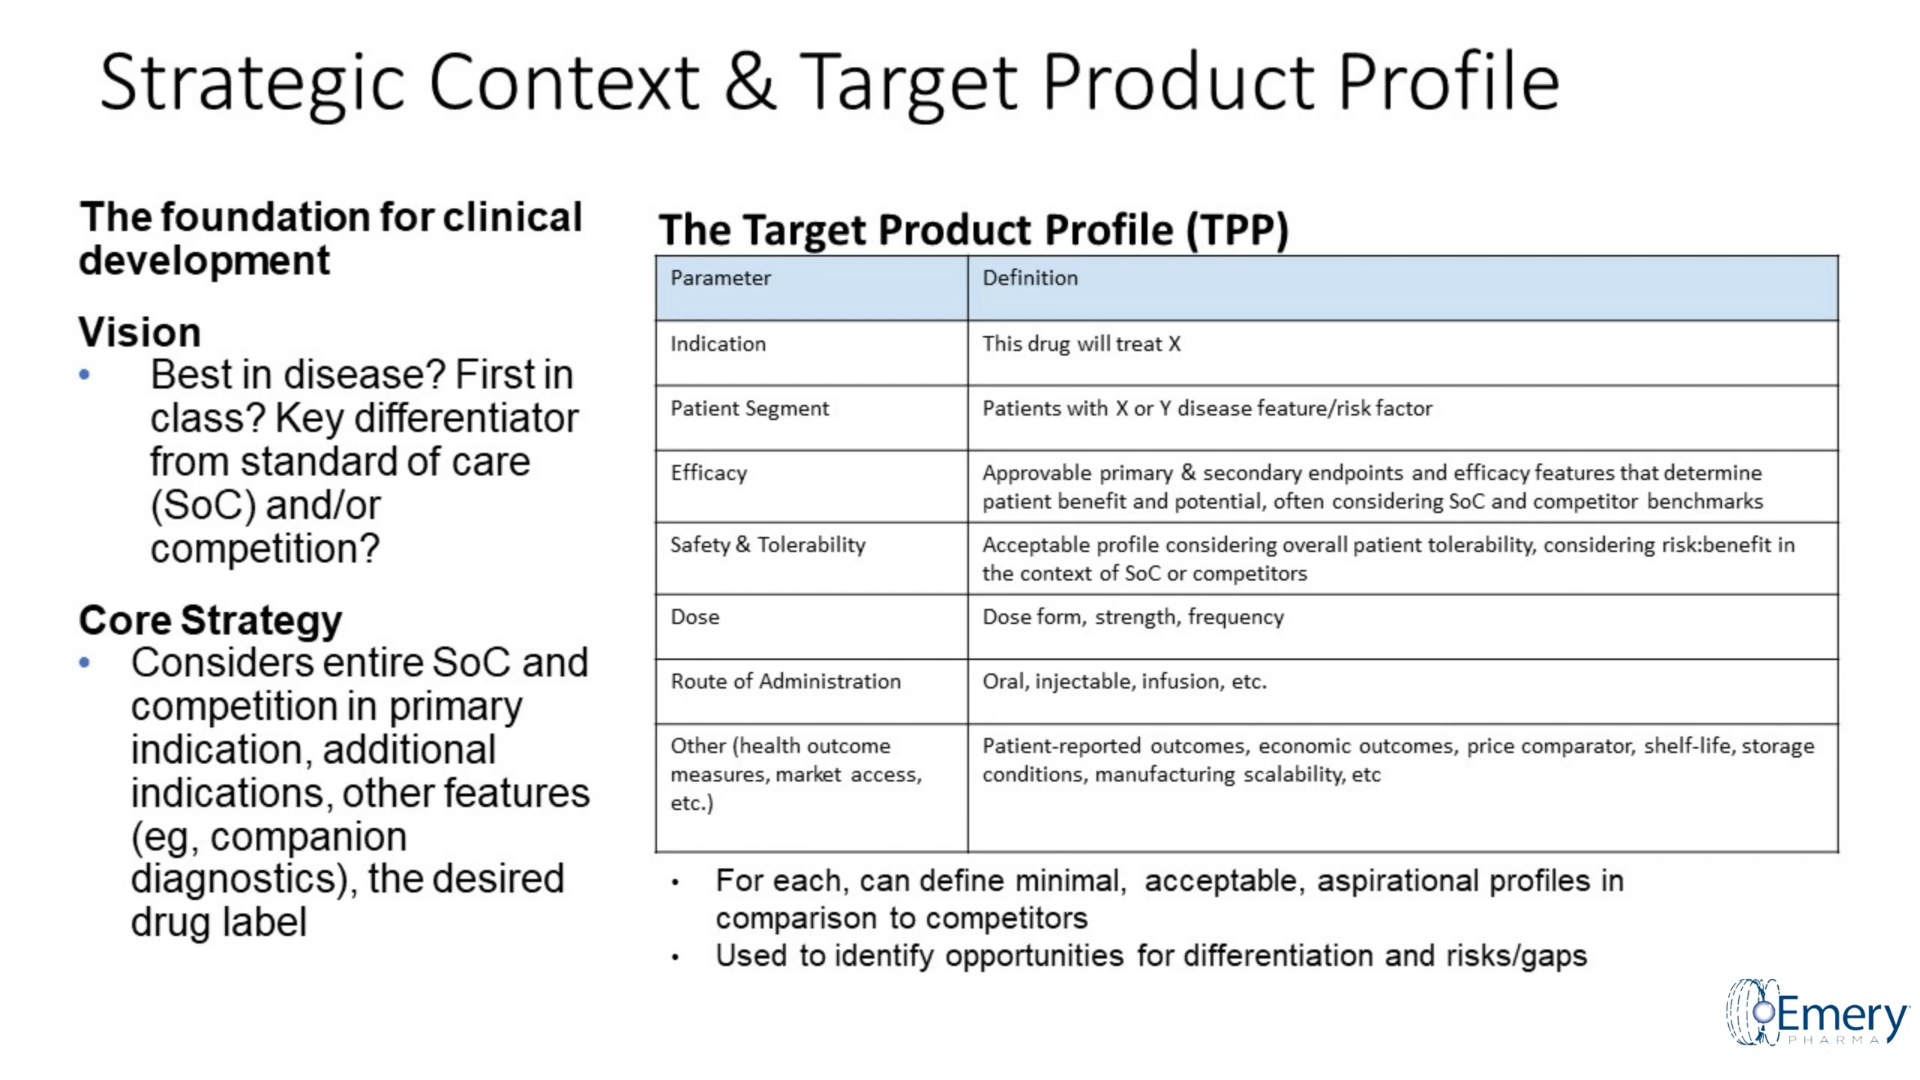 Strategic Context & Target Product Profile
The foundation for clinical
development
Vision
• Best in disease? First in
class? Key differentiator
from standard of care
(SoC) and/or
competition?
Core Strategy
• Considers entire SoC and
competition in primary
indication, additional
indications, other features
(eg, companion
diagnostics), the desired
drug label
The Target Product Profile (TPP)
Parameter Definition
Indication This drug will treat X
Patient Segment Patients with X or Y disease feature/risk factor
Efficacy Approvable primary & secondary endpoints and efficacy features that determine
patient benefit and potential, often considering SoC and competitor benchmarks
Safety & Tolerability Acceptable profile considering overall patient tolerability, considering risk:benefit in
the context of SoC or competitors
Dose Dose form, strength, frequency
Route of Administration Oral, injectable, infusion, etc.
Other (health outcome
measures, market access,
etc.)
Patient-reported outcomes, economic outcomes, price comparator, shelf-life, storage
conditions, manufacturing scalability, etc
• For each, can define minimal, acceptable, aspirational profiles in
comparison to competitors
• Used to identify opportunities for differentiation and risks/gaps
Emery
PHARMA